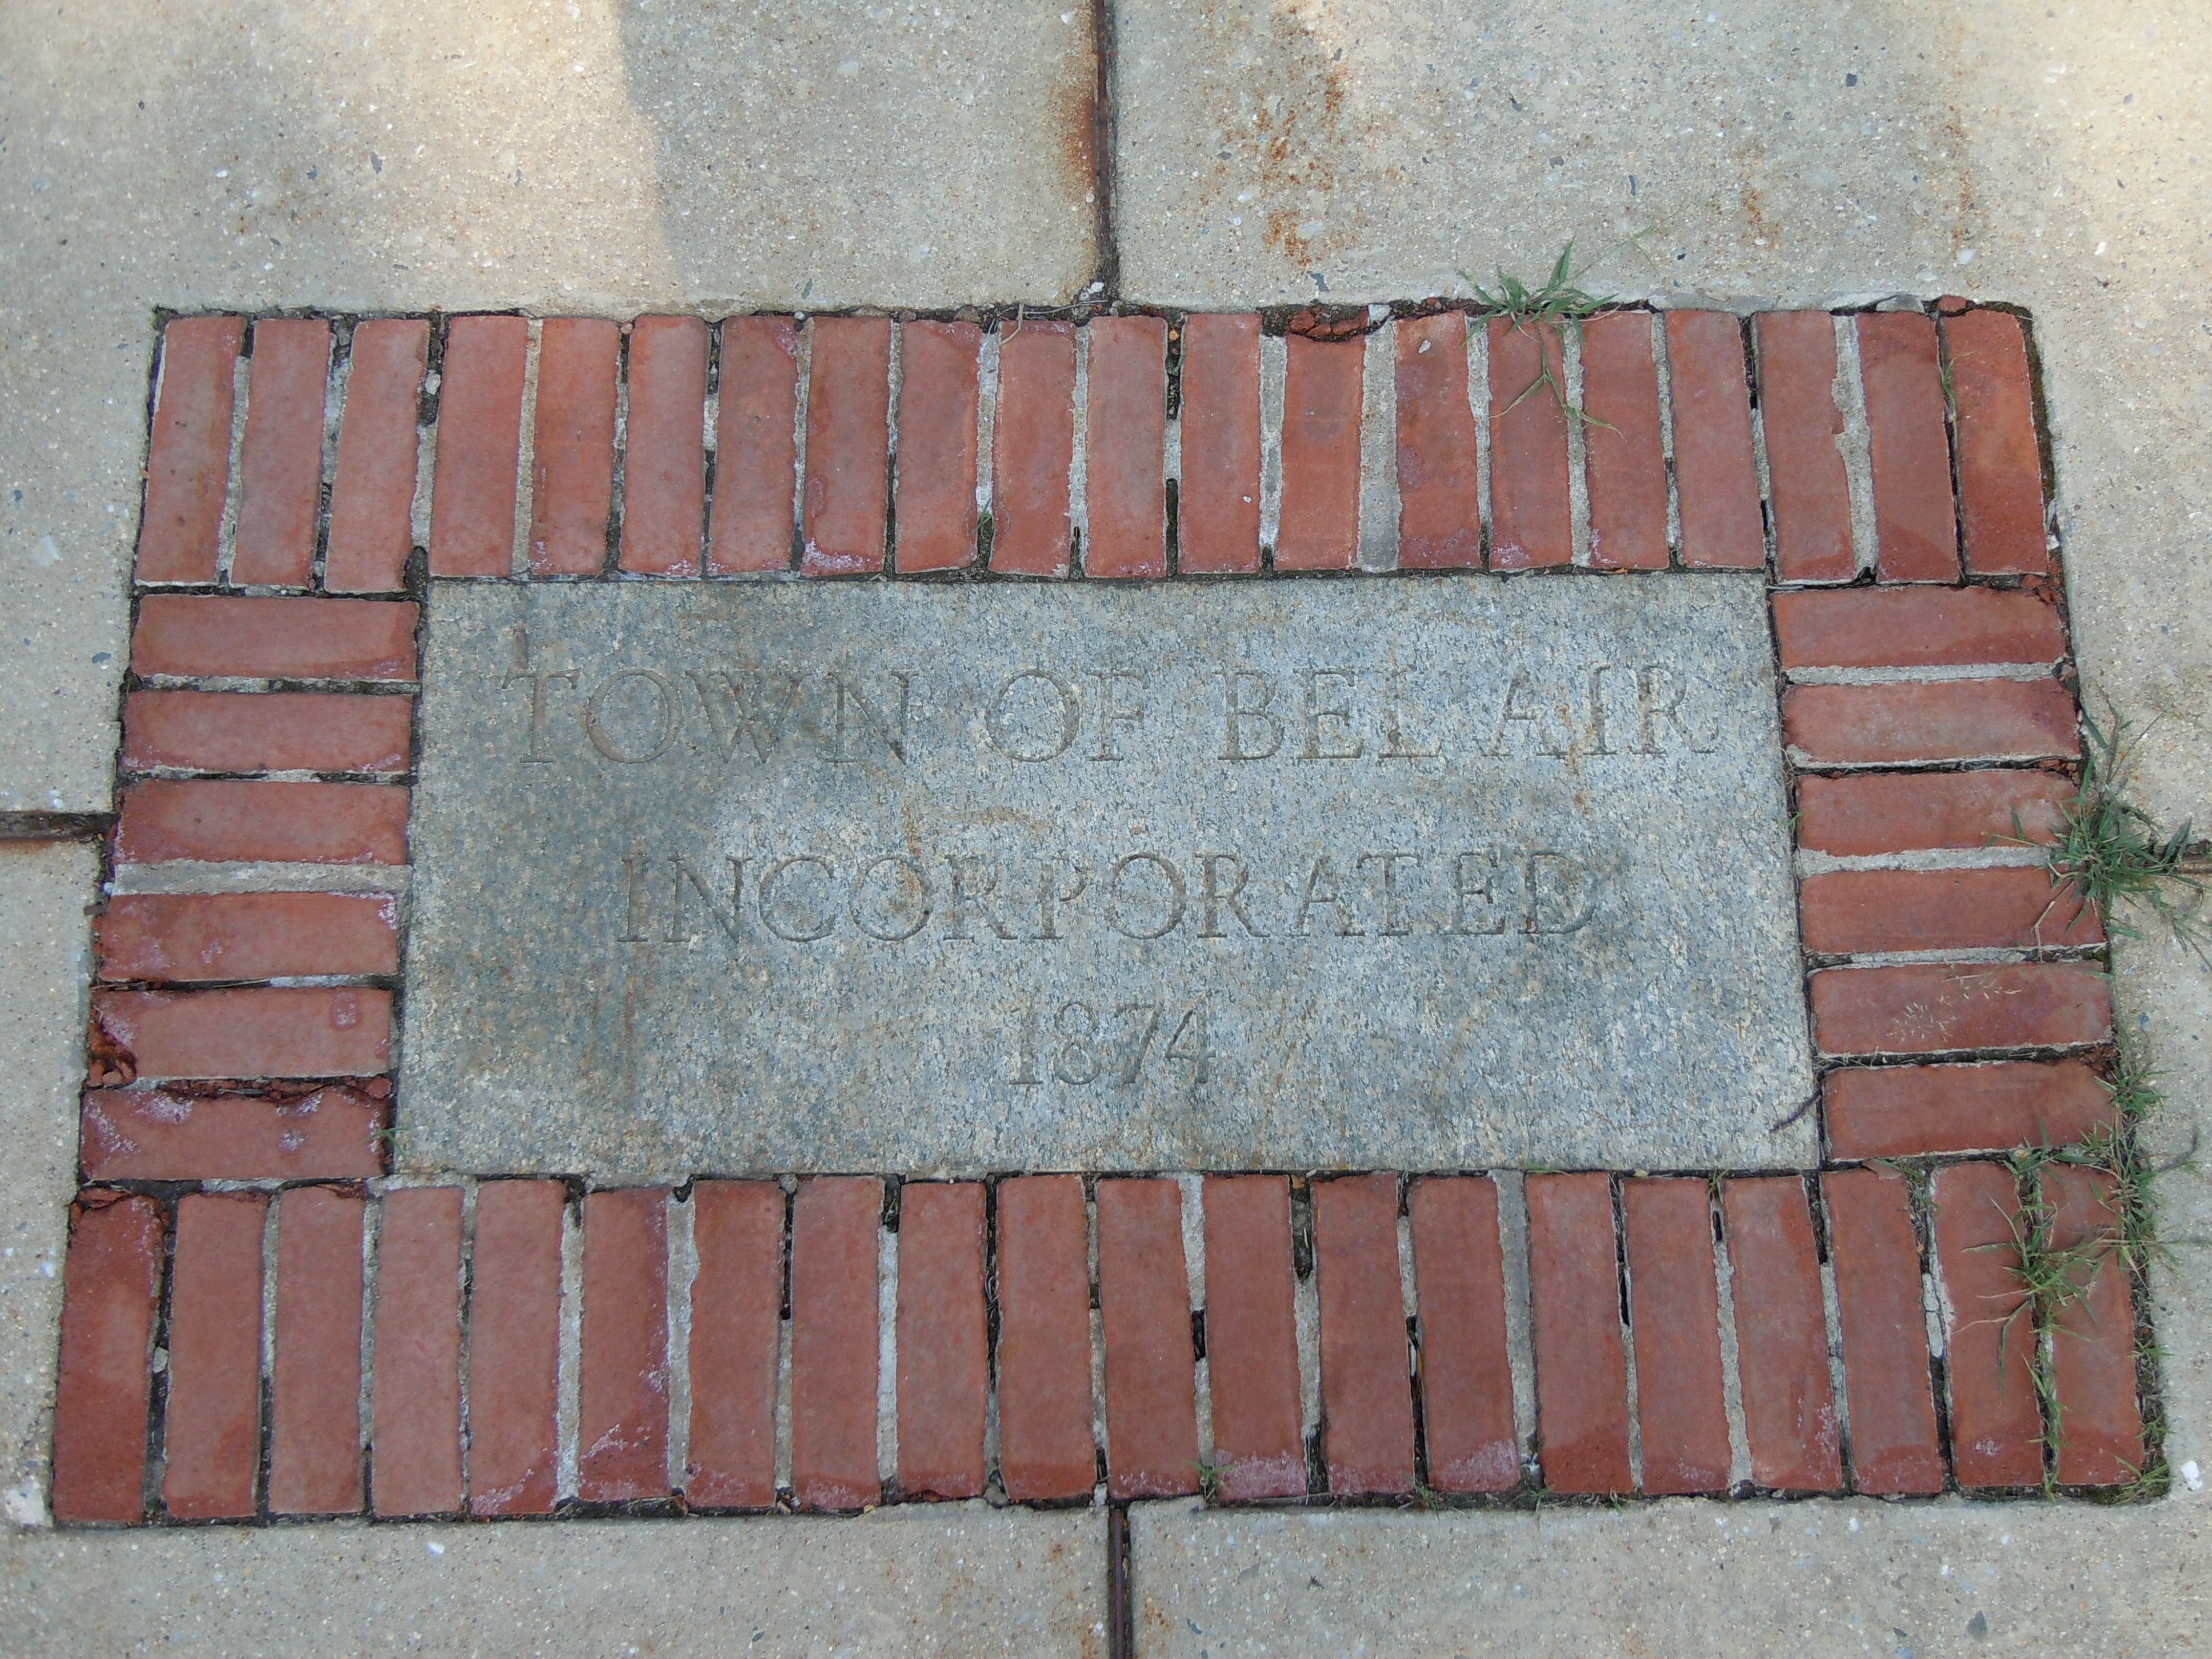 TOWN OF BEL AIR
INCORPORATED
1874